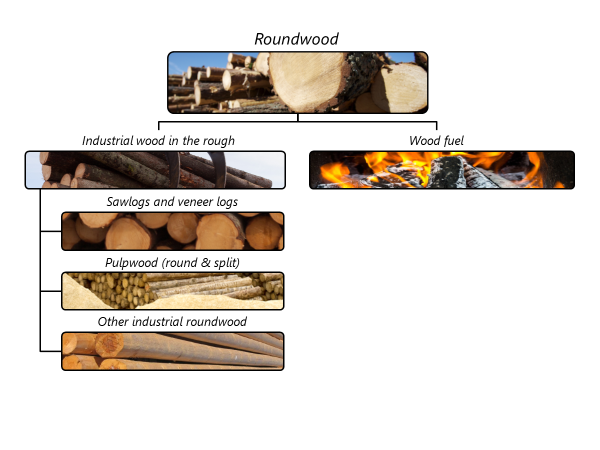 Roundwood
Industrial wood in the rough
Wood fuel
Sawlogs and veneer logs
Pulpwood (round & split)
Other industrial roundwood